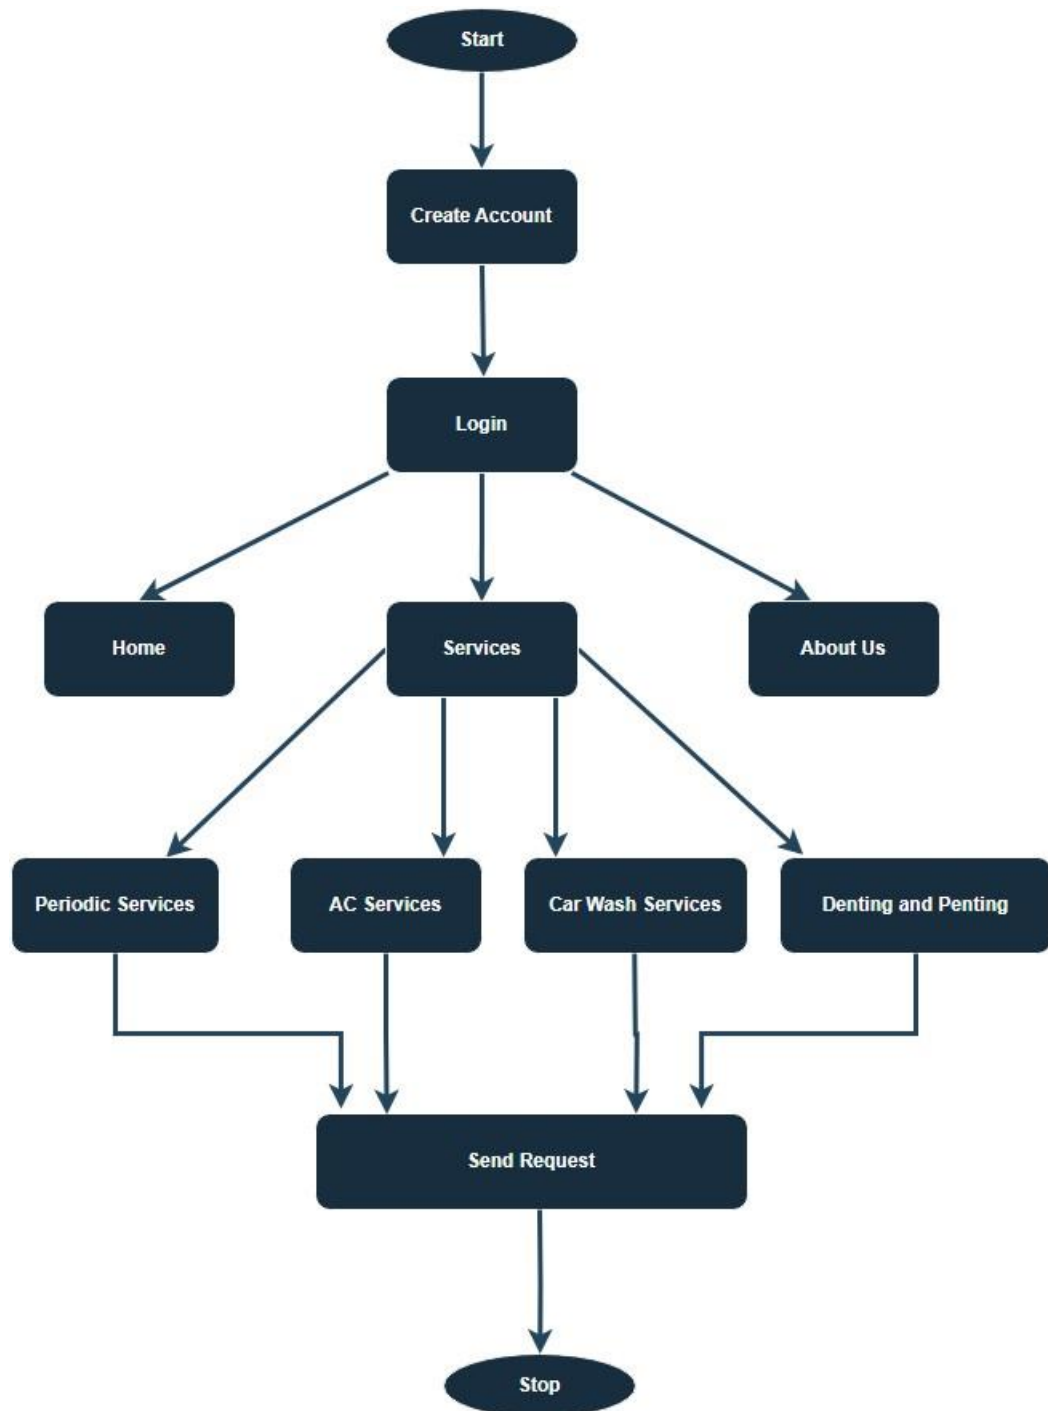 Start
Create Account
Login
Home
Services
About Us
Periodic Services
AC Services
Car Wash Services
Denting and Penting
Send Request
Stop